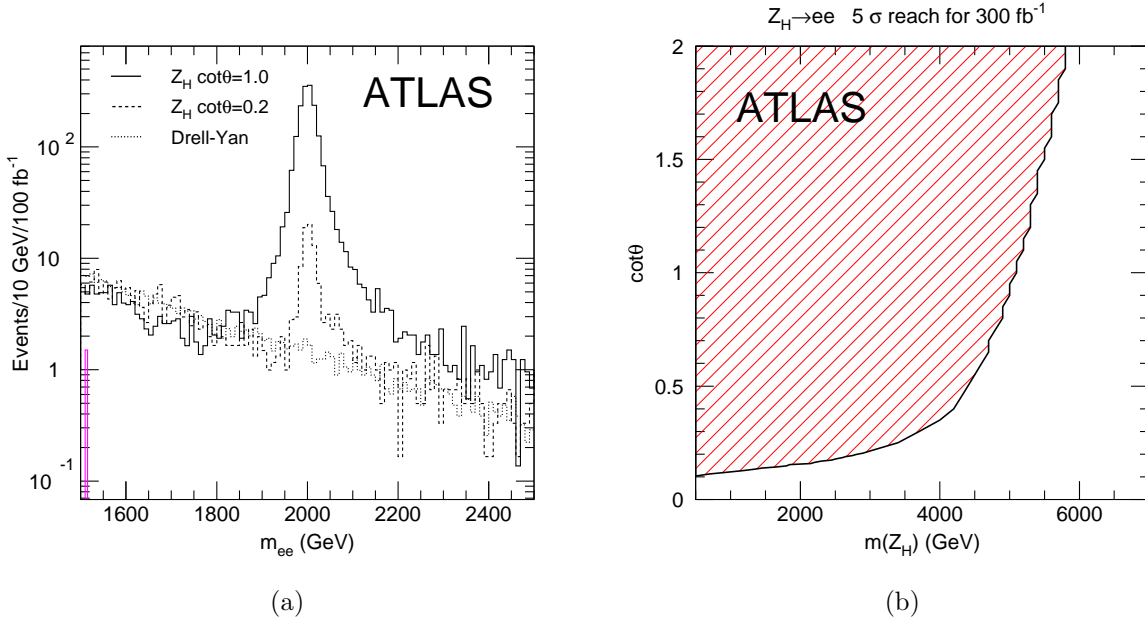 Z_H cotθ=1.0
Z_H cotθ=0.2
Drell-Yan
ATLAS
Events/10 GeV/100 fb⁻¹
10²
10
1
10⁻¹
1600 1800 2000 2200 2400
m_ee (GeV)
(a)
Z_H→ee 5 σ reach for 300 fb⁻¹
ATLAS
cotθ
2
1.5
1
0.5
0
2000 4000 6000
m(Z_H) (GeV)
(b)